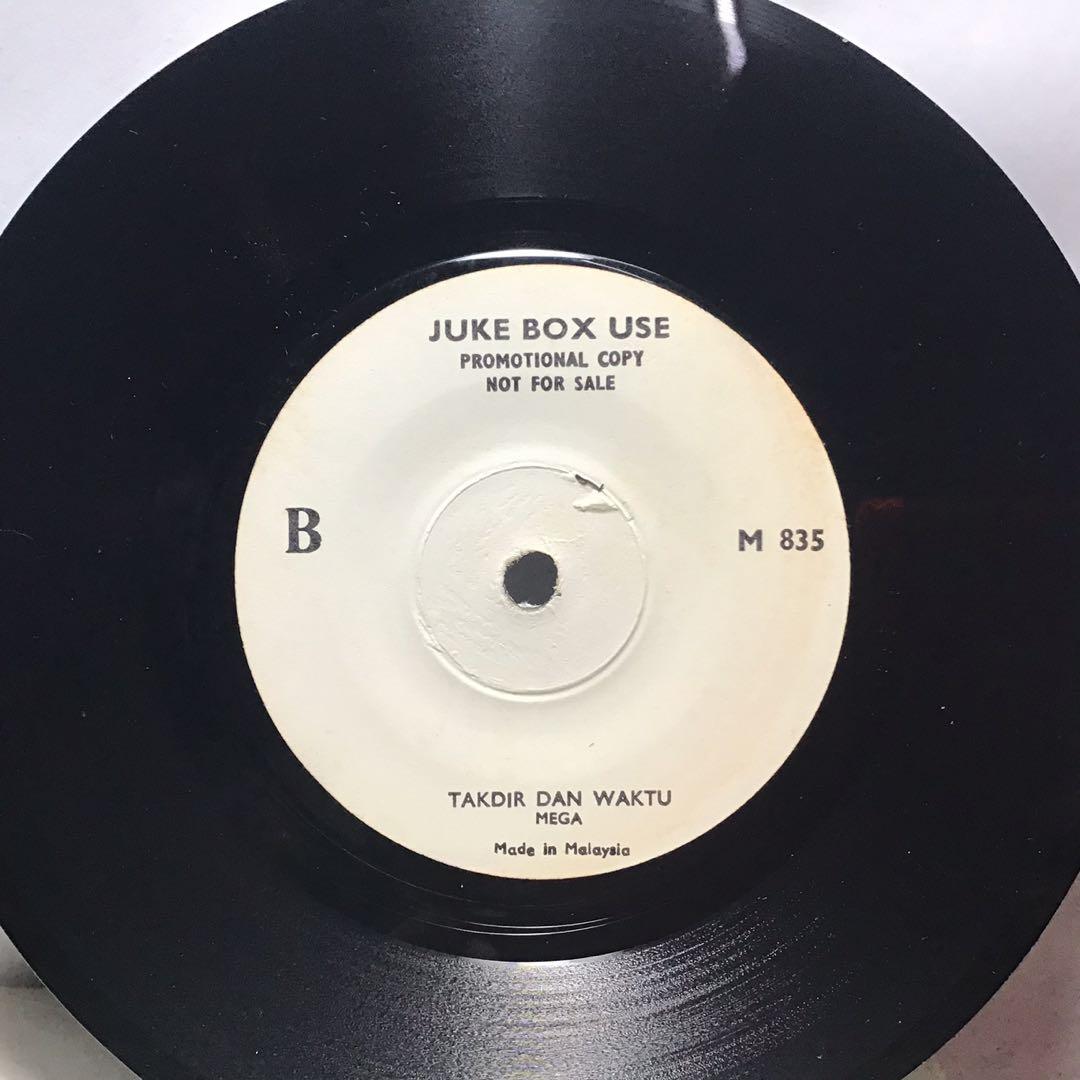 JUKE BOX USE
PROMOTIONAL COPY
NOT FOR SALE
B
M 835
TAKDIR DAN WAKTU
MEGA
Made in Malaysia